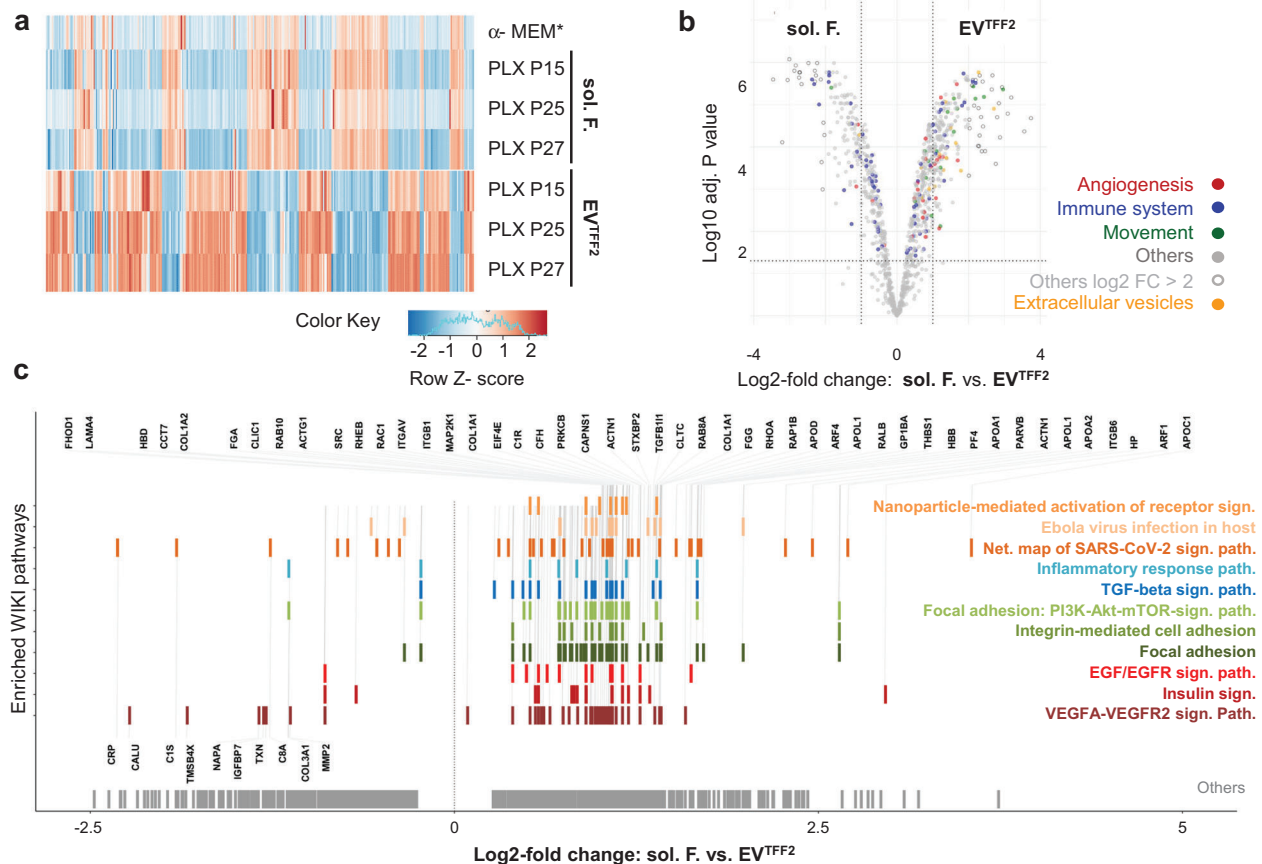 a
α- MEM*
PLX P15
PLX P25
PLX P27
sol. F.
PLX P15
PLX P25
PLX P27
EVTFF2
Color Key
-2 -1 0 1 2
Row Z- score
b
sol. F.
EVTFF2
Log10 adj. P value
6
4
2
-4 0 4
Log2-fold change: sol. F. vs. EVTFF2
Angiogenesis
Immune system
Movement
Others
Others log2 FC > 2
Extracellular vesicles
c
FHOD1
LAMA4
HBD
CCT7
COL1A2
FGA
CLIC1
RAB10
ACTG1
SRC
RHEB
RAC1
ITGAV
ITGB1
MAP2K1
COL1A1
EIF4E
C1R
CFH
PRKCB
CAPNS1
ACTN1
STXBP2
TGFB1I1
CLTC
RAB8A
COL1A1
FGG
RHOA
RAP1B
APOD
ARF4
APOL1
RALB
GP1BA
THBS1
HBB
PF4
APOA1
PARVB
ACTN1
APOL1
APOA2
ITGB6
HP
ARF1
APOC1
Enriched WIKI pathways
Nanoparticle-mediated activation of receptor sign.
Ebola virus infection in host
Net. map of SARS-CoV-2 sign. path.
Inflammatory response path.
TGF-beta sign. path.
Focal adhesion: PI3K-Akt-mTOR-sign. path.
Integrin-mediated cell adhesion
Focal adhesion
EGF/EGFR sign. path.
Insulin sign.
VEGFA-VEGFR2 sign. Path.
CRP
CALU
C1S
TMSB4X
NAPA
IGFBP7
TXN
C8A
COL3A1
MMP2
Others
-2.5 0 2.5 5
Log2-fold change: sol. F. vs. EVTFF2